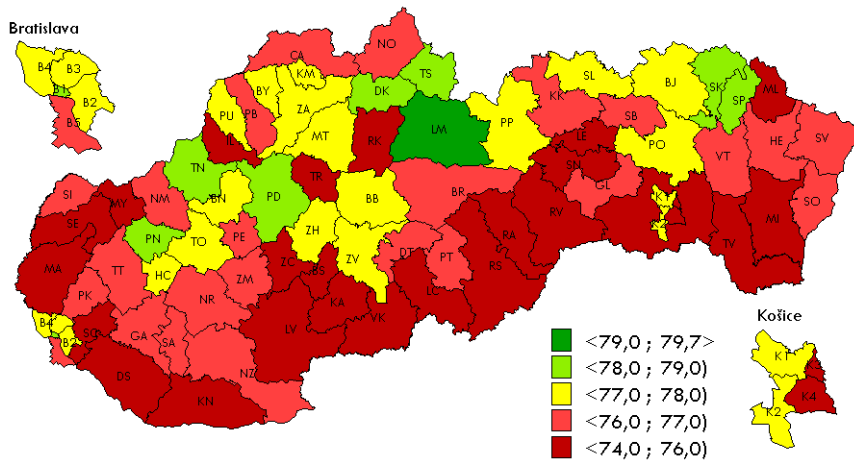 Bratislava
B4
B3
B1
B2
B5
NO
CA
TS
KM
DK
SL
BJ
SK
SP
ML
BY
ZA
PU
PB
KK
SB
PP
MT
IL
RK
LM
LE
PO
HE
SV
VT
SN
TN
TR
BN
PD
BB
BR
GL
SI
NM
MY
SE
SO
K1
RV
MI
PN
TO
PE
ZH
ZV
DT
PT
RA
TV
MA
TT
HC
ZM
ZC
BS
RS
PK
NR
KA
LC
VK
B4
B2
SC
GA
SA
LV
NZ
DS
KN
<79,0 ; 79,7>
<78,0 ; 79,0)
<77,0 ; 78,0)
<76,0 ; 77,0)
<74,0 ; 76,0)
Košice
K1
K3
K4
K2